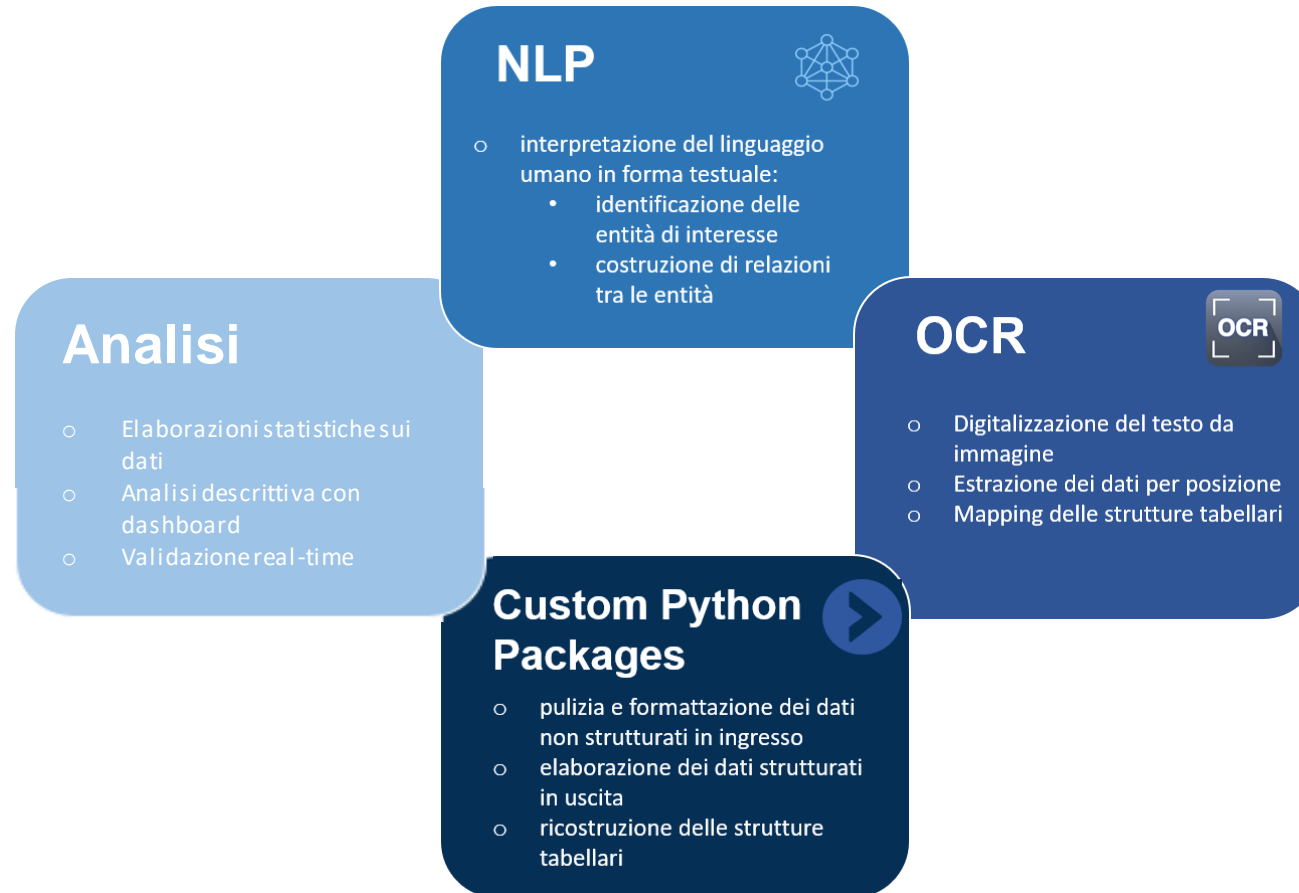 NLP
o interpretazione del linguaggio
umano in forma testuale:
• identificazione delle
entità di interesse
• costruzione di relazioni
tra le entità
Analisi
o Elaborazioni statistiche sui
dati
o Analisi descrittiva con
dashboard
o Validazione real-time
OCR
OCR
o Digitalizzazione del testo da
immagine
o Estrazione dei dati per posizione
o Mapping delle strutture tabellari
Custom Python
Packages
o pulizia e formattazione dei dati
non strutturati in ingresso
o elaborazione dei dati strutturati
in uscita
o ricostruzione delle strutture
tabellari